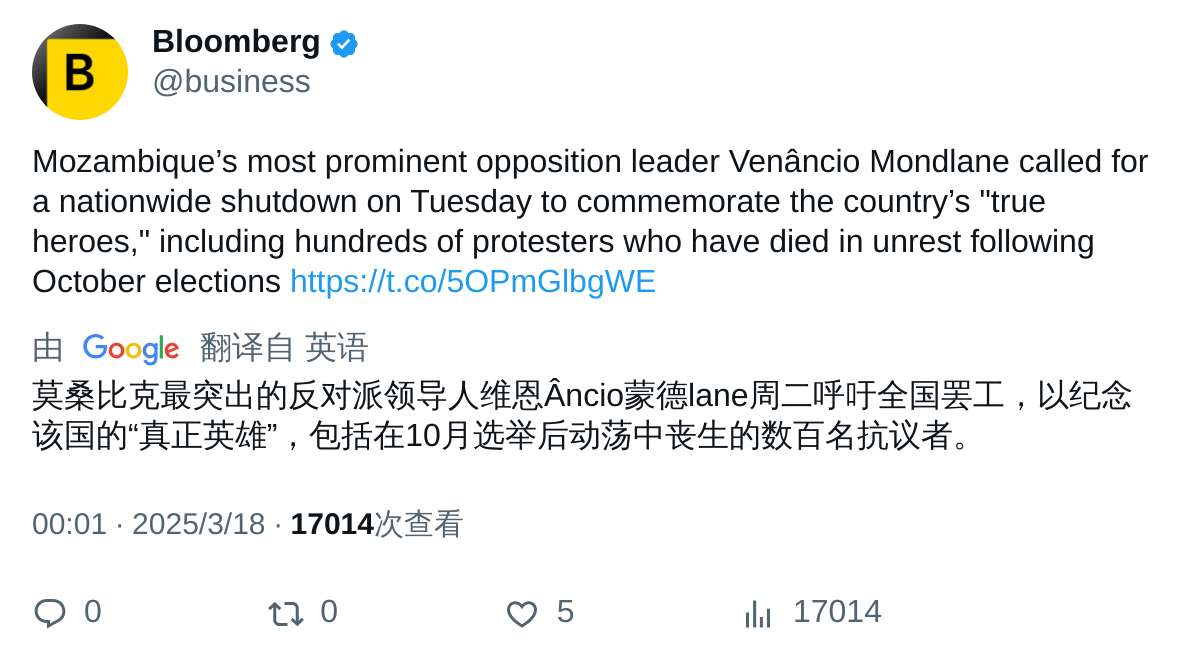 B
Bloomberg
@business
Mozambique’s most prominent opposition leader Venâncio Mondlane called for
a nationwide shutdown on Tuesday to commemorate the country’s "true
heroes," including hundreds of protesters who have died in unrest following
October elections https://t.co/5OPmGlbgWE
由 Google 翻译自 英语
莫桑比克最突出的反对派领导人维恩Âncio蒙德lane周二呼吁全国罢工，以纪念
该国的“真正英雄”，包括在10月选举后动荡中丧生的数百名抗议者。
00:01 · 2025/3/18 · 17014次查看
0 0 5 17014